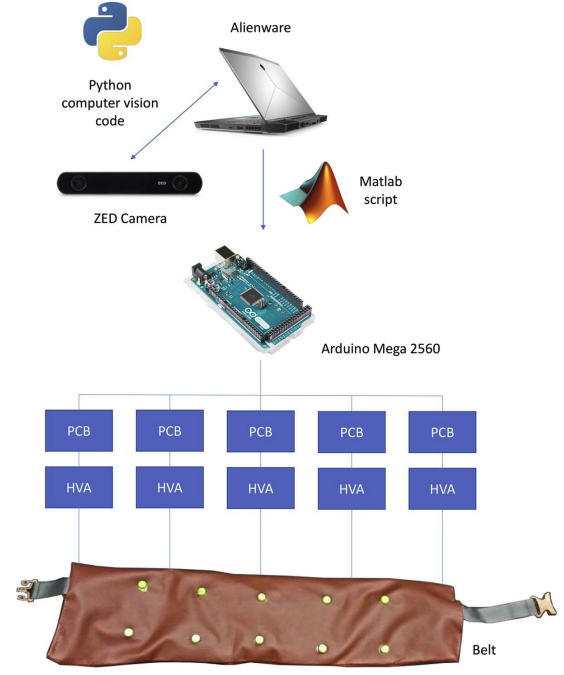 Alienware
Python
computer vision
code
ZED
ZED Camera
Matlab
script
Arduino Mega 2560
PCB PCB PCB PCB PCB
HVA HVA HVA HVA HVA
Belt